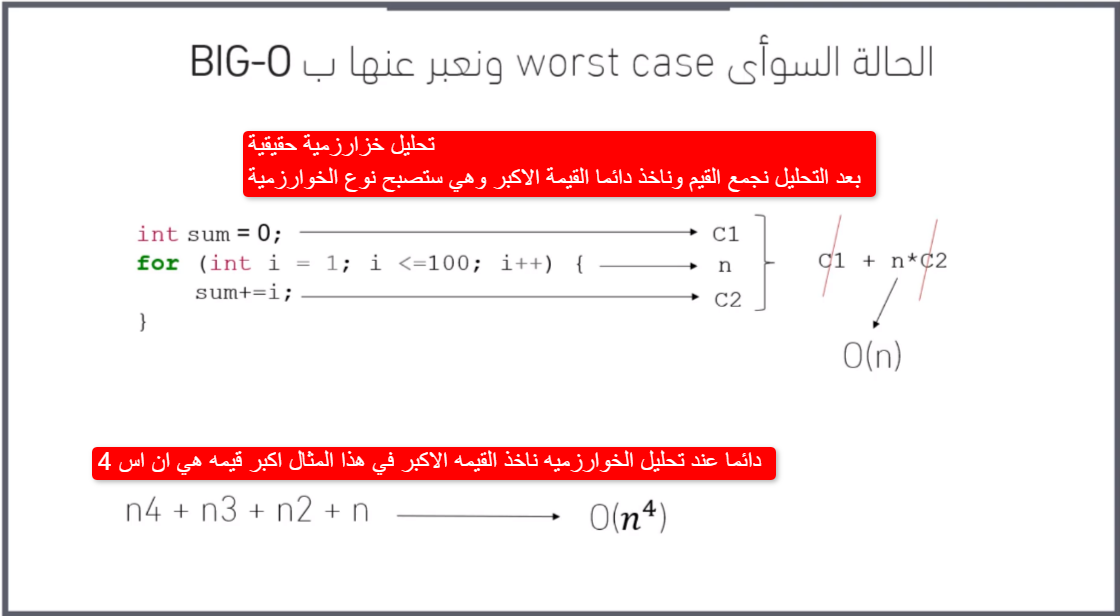 الحالة السوأى worst case ونعبر عنها ب BIG-O
تحليل خزارزمية حقيقية
بعد التحليل نجمع القيم وناخذ دائما القيمة الاكبر وهي ستصبح نوع الخوارزمية
int sum = 0; C1
for (int i = 1; i <=100; i++) { n
sum+=i; C2
}
C1 + n*C2
O(n)
دائما عند تحليل الخوارزميه ناخذ القيمه الاكبر في هذا المثال اكبر قيمه هي ان اس 4
n4 + n3 + n2 + n O(n⁴)